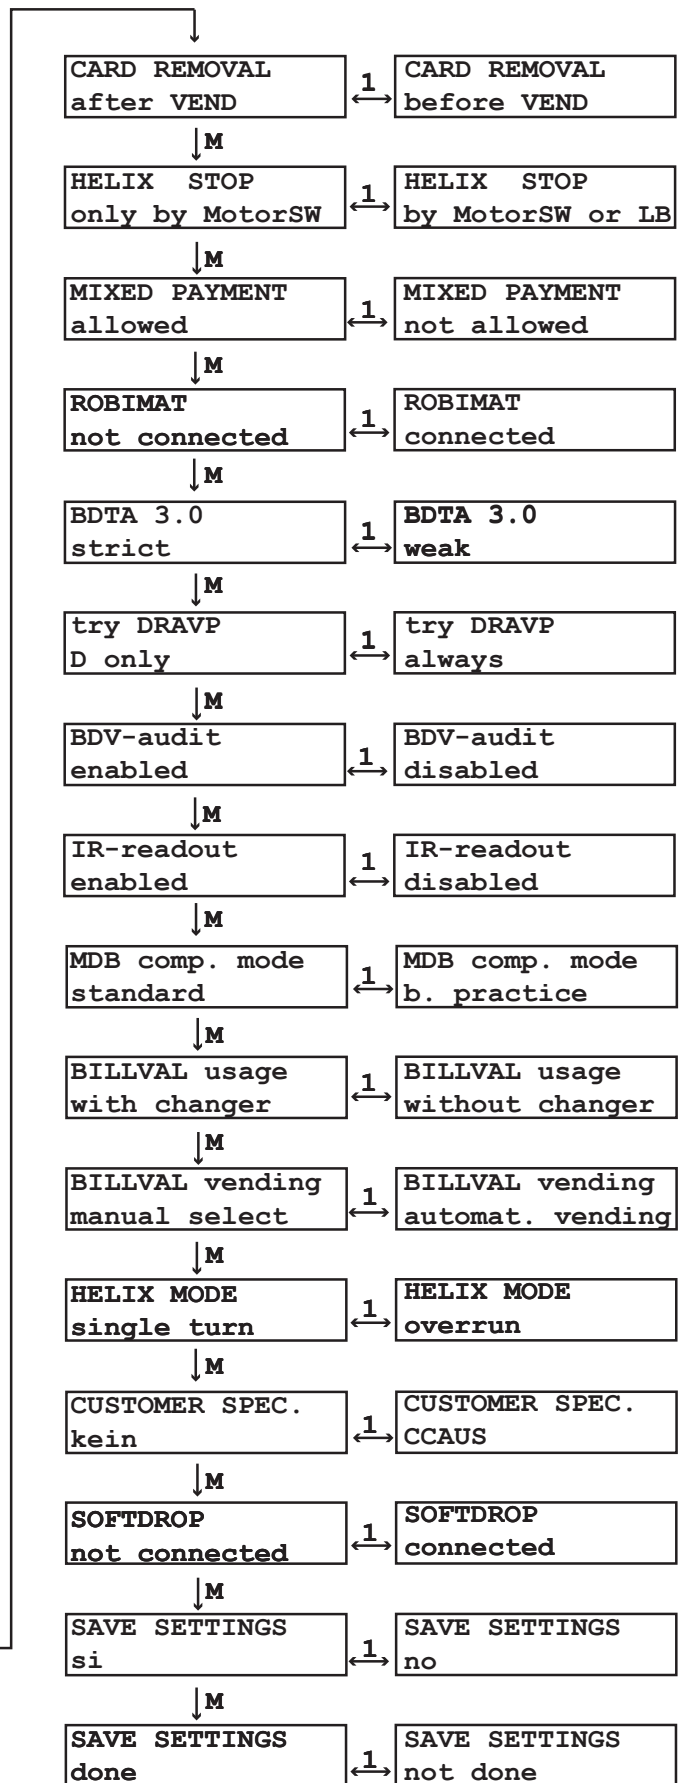 CARD REMOVAL
after VEND
1
CARD REMOVAL
before VEND
M
HELIX STOP
only by MotorSW
1
HELIX STOP
by MotorSW or LB
M
MIXED PAYMENT
allowed
1
MIXED PAYMENT
not allowed
M
ROBIMAT
not connected
1
ROBIMAT
connected
M
BDTA 3.0
strict
1
BDTA 3.0
weak
M
try DRAVP
D only
1
try DRAVP
always
M
BDV-audit
enabled
1
BDV-audit
disabled
M
IR-readout
enabled
1
IR-readout
disabled
M
MDB comp. mode
standard
1
MDB comp. mode
b. practice
M
BILLVAL usage
with changer
1
BILLVAL usage
without changer
M
BILLVAL vending
manual select
1
BILLVAL vending
automat. vending
M
HELIX MODE
single turn
1
HELIX MODE
overrun
M
CUSTOMER SPEC.
kein
1
CUSTOMER SPEC.
CCAUS
M
SOFTDROP
not connected
1
SOFTDROP
connected
M
SAVE SETTINGS
si
1
SAVE SETTINGS
no
M
SAVE SETTINGS
done
1
SAVE SETTINGS
not done